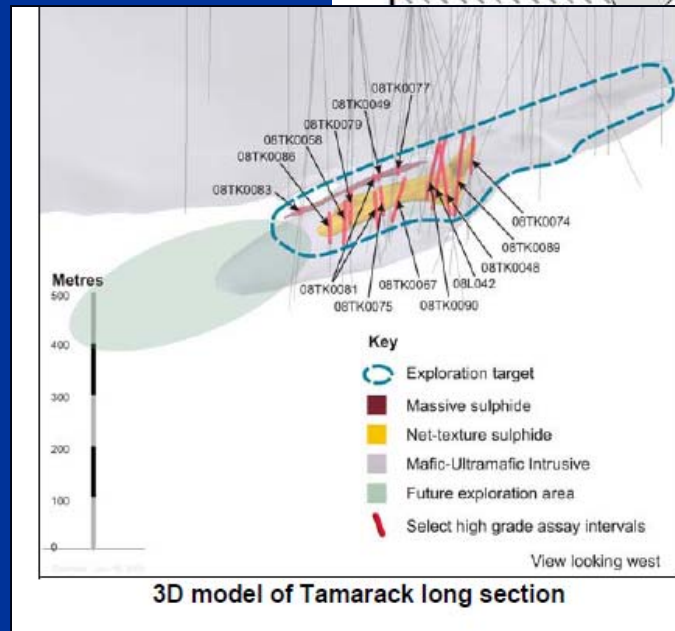 08TK0077
08TK0049
08TK0079
08TK0058
08TK0086
08TK0083
08TK0074
08TK0089
08TK0048
08TK0081
08TK0067
08L042
08TK0075
08TK0090
Metres
500
400
300
200
100
0
Key
Exploration target
Massive sulphide
Net-texture sulphide
Mafic-Ultramafic Intrusive
Future exploration area
Select high grade assay intervals
View looking west
3D model of Tamarack long section